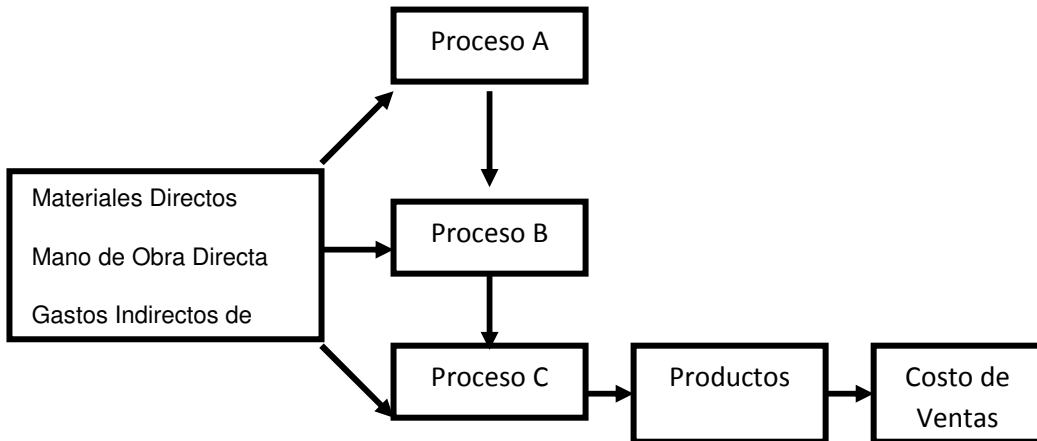 Proceso A
Materiales Directos
Mano de Obra Directa
Gastos Indirectos de
Proceso B
Proceso C
Productos
Costo de
Ventas